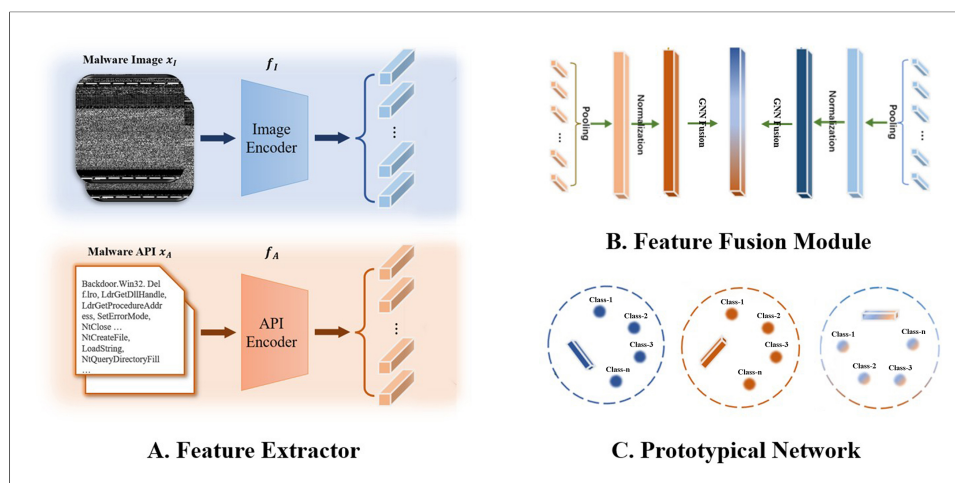 Malware Image x_I
f_I
Image
Encoder
⋮
Malware API x_A
f_A
Backdoor.Win32. Del
f.lro, LdrGetDllHandle,
LdrGetProcedureAddr
ess, SetErrorMode,
NtClose …
NtCreateFile,
LoadString,
NtQueryDirectoryFill
…
API
Encoder
⋮
A. Feature Extractor
⋮
Pooling
Normalization
GNN Fusion
GNN Fusion
Normalization
Pooling
⋮
B. Feature Fusion Module
Class-1
Class-2
Class-3
Class-n
Class-1
Class-2
Class-3
Class-n
Class-1
Class-n
Class-2
Class-3
C. Prototypical Network